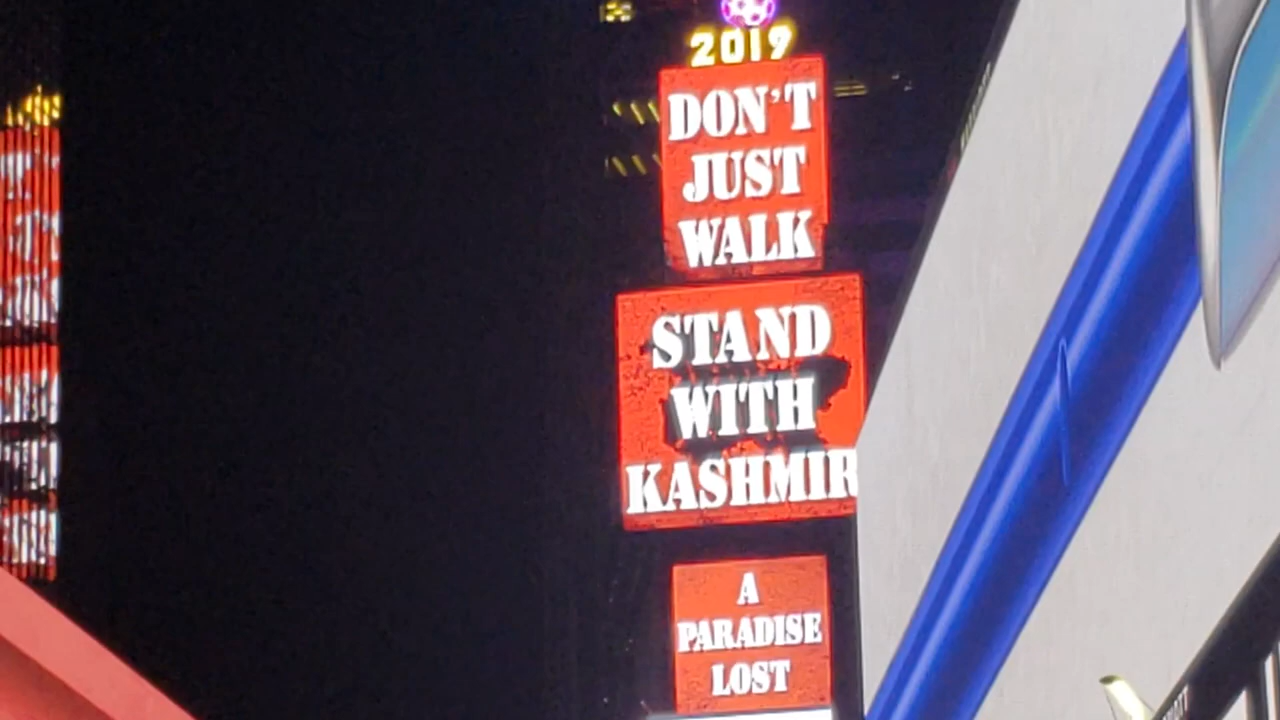 2019
DON'T
JUST
WALK
STAND
WITH
KASHMIR
A
PARADISE
LOST